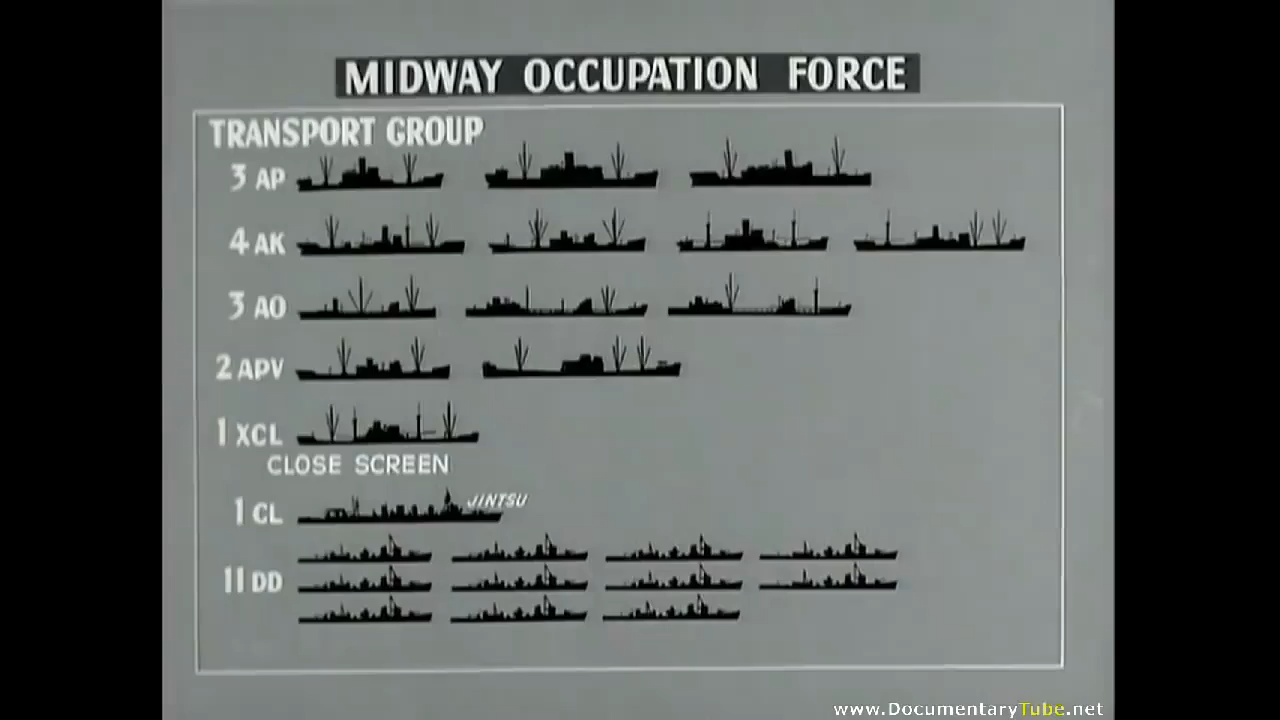 MIDWAY OCCUPATION FORCE
TRANSPORT GROUP
3 AP
4 AK
3 AO
2 APV
1 XCL
CLOSE SCREEN
1 CL
JINTSU
11 DD
www.DocumentaryTube.net